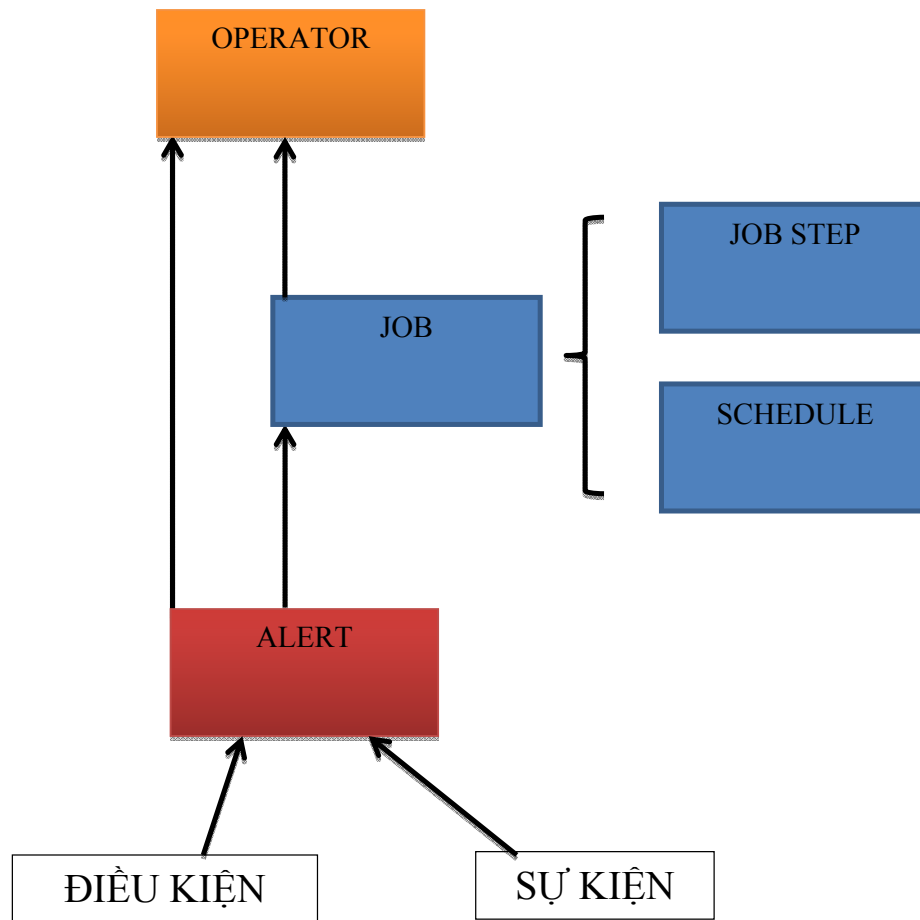 OPERATOR
JOB STEP
JOB
SCHEDULE
ALERT
ĐIỀU KIỆN
SỰ KIỆN